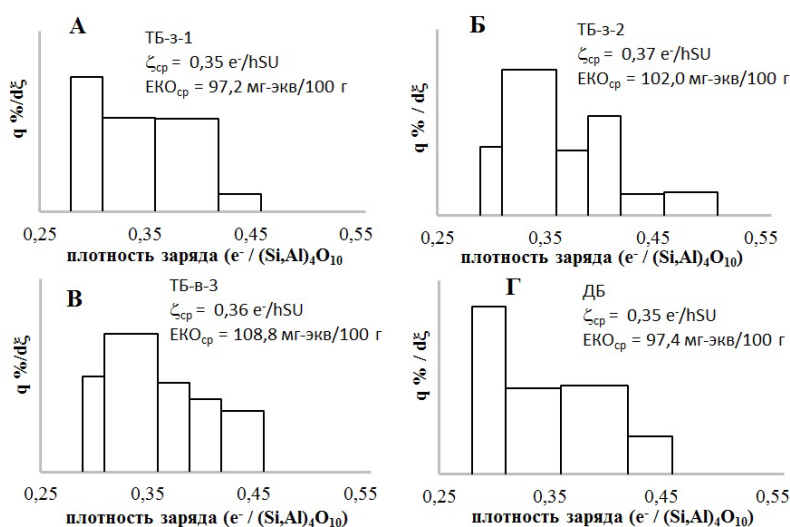 А
ТБ-з-1
ζср = 0,35 e⁻/hSU
ЕКОср = 97,2 мг-экв/100 г
q %/dξ
0,25 0,35 0,45 0,55
плотность заряда (e⁻ / (Si,Al)₄O₁₀
Б
ТБ-з-2
ζср = 0,37 e⁻/hSU
ЕКОср = 102,0 мг-экв/100 г
q % / dξ
0,25 0,35 0,45 0,55
плотность заряда (e⁻ / (Si,Al)₄O₁₀)
В
ТБ-в-3
ζср = 0,36 e⁻/hSU
ЕКОср = 108,8 мг-экв/100 г
q %/dξ
0,25 0,35 0,45 0,55
плотность заряда (e⁻ / (Si,Al)₄O₁₀)
Г
ДБ
ζср = 0,35 e⁻/hSU
ЕКОср = 97,4 мг-экв/100 г
q % / dξ
0,25 0,35 0,45 0,55
плотность заряда (e⁻ / (Si,Al)₄O₁₀)